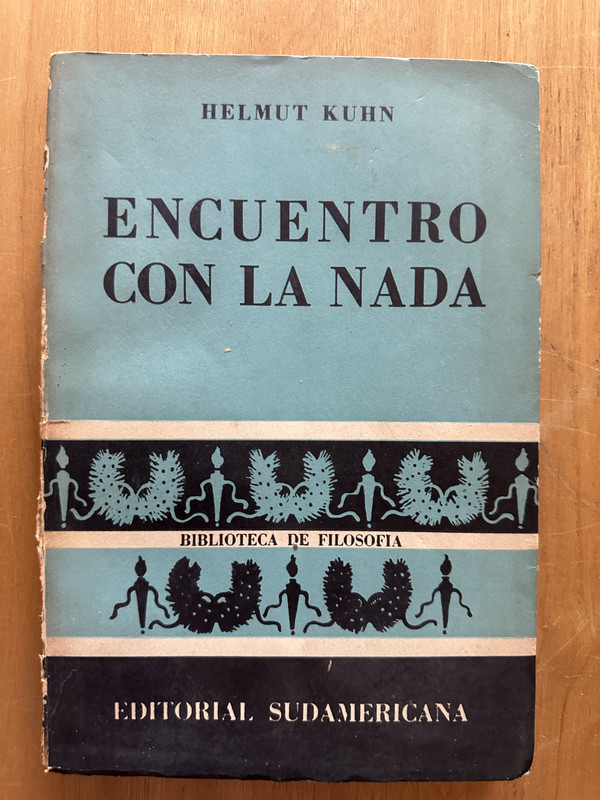 HELMUT KUHN
ENCUENTRO
CON LA NADA
BIBLIOTECA DE FILOSOFIA
EDITORIAL SUDAMERICANA